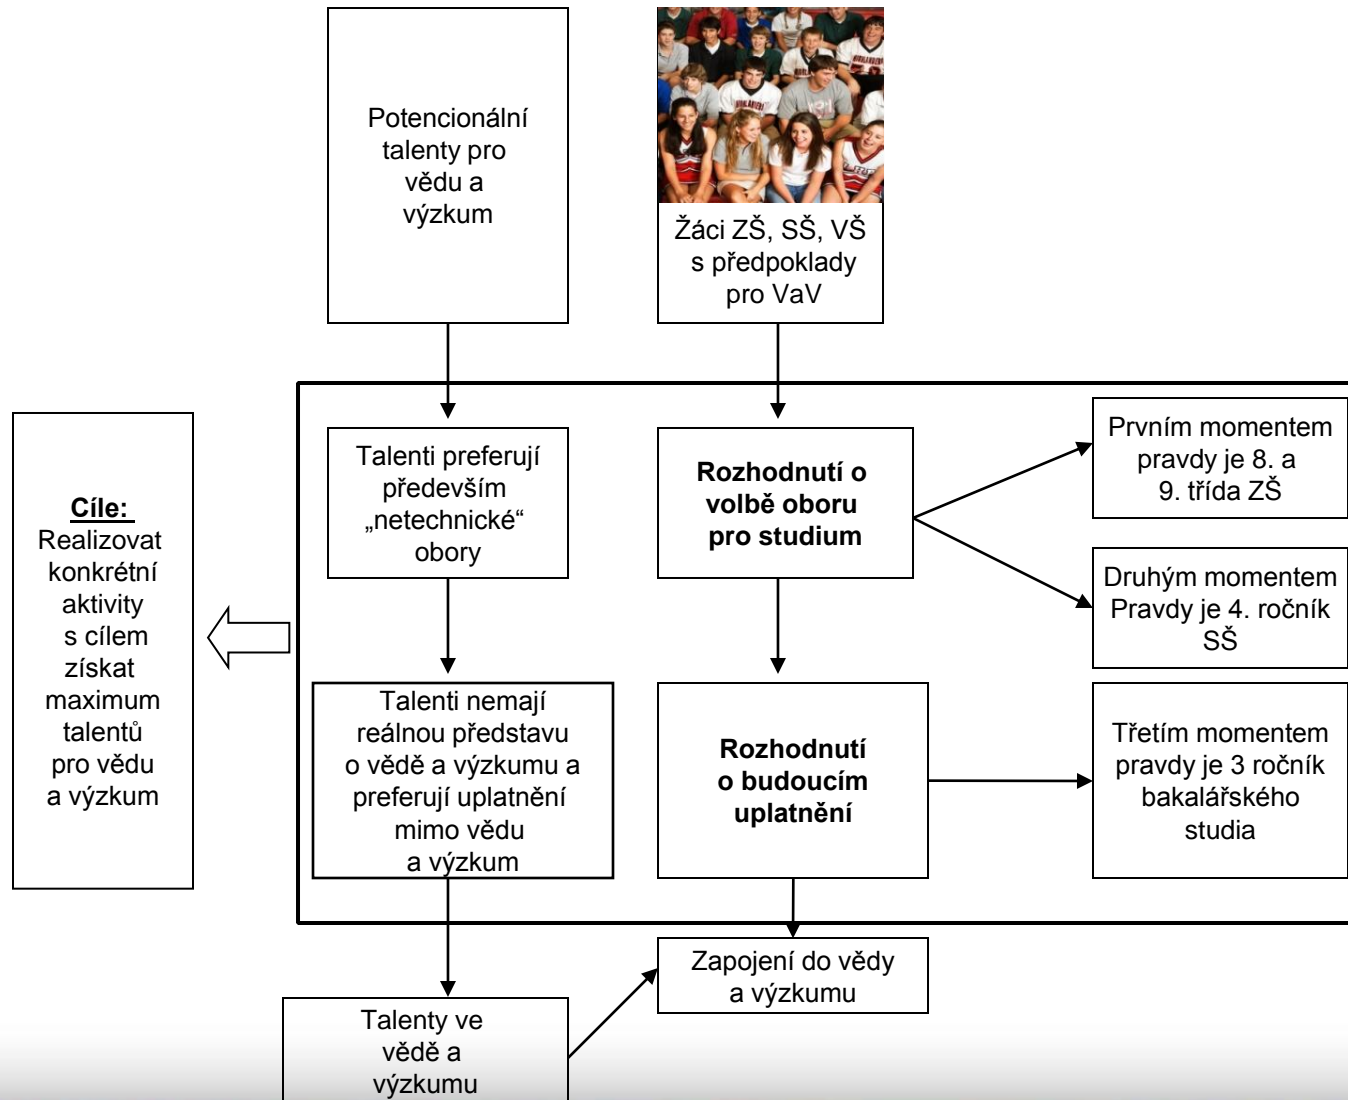 Potencionální
talenty pro
vědu a
výzkum
Žáci ZŠ, SŠ, VŠ
s předpoklady
pro VaV
Cíle:
Realizovat
konkrétní
aktivity
s cílem
získat
maximum
talentů
pro vědu
a výzkum
Talenti preferují
především
„netechnické“
obory
Rozhodnutí o
volbě oboru
pro studium
Prvním momentem
pravdy je 8. a
9. třída ZŠ
Druhým momentem
Pravdy je 4. ročník
SŠ
Talenti nemají
reálnou představu
o vědě a výzkumu a
preferují uplatnění
mimo vědu
a výzkum
Rozhodnutí
o budoucím
uplatnění
Třetím momentem
pravdy je 3 ročník
bakalářského
studia
Zapojení do vědy
a výzkumu
Talenty ve
vědě a
výzkumu